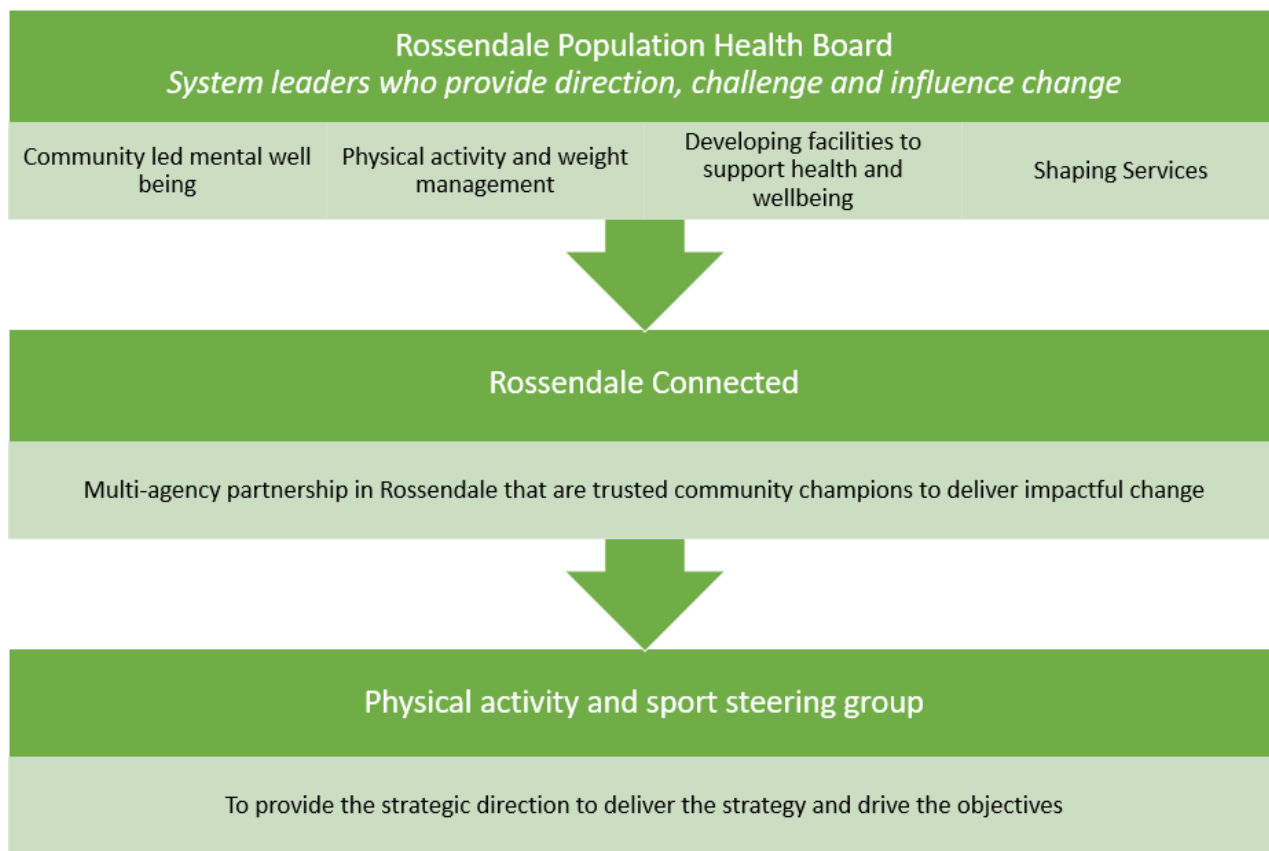 Rossendale Population Health Board
System leaders who provide direction, challenge and influence change
Community led mental well
being
Physical activity and weight
management
Developing facilities to
support health and
wellbeing
Shaping Services
Rossendale Connected
Multi-agency partnership in Rossendale that are trusted community champions to deliver impactful change
Physical activity and sport steering group
To provide the strategic direction to deliver the strategy and drive the objectives